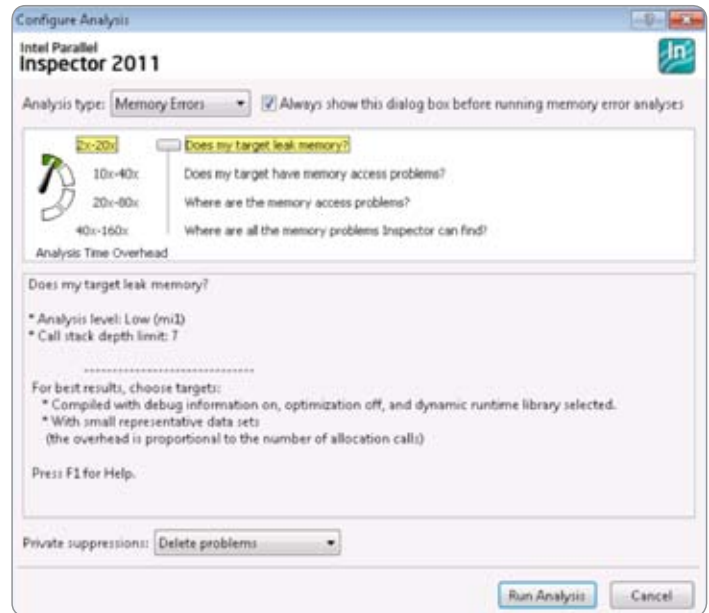 Configure Analysis
Intel Parallel
Inspector 2011
In
Analysis type: Memory Errors Always show this dialog box before running memory error analyses
2x-20x Does my target leak memory?
10x-40x Does my target have memory access problems?
20x-80x Where are the memory access problems?
40x-160x Where are all the memory problems Inspector can find?
Analysis Time Overhead
Does my target leak memory?
* Analysis level: Low (mi1)
* Call stack depth limit: 7
------------------------------
For best results, choose targets:
* Compiled with debug information on, optimization off, and dynamic runtime library selected.
* With small representative data sets
(the overhead is proportional to the number of allocation calls)
Press F1 for Help.
Private suppressions: Delete problems
Run Analysis Cancel